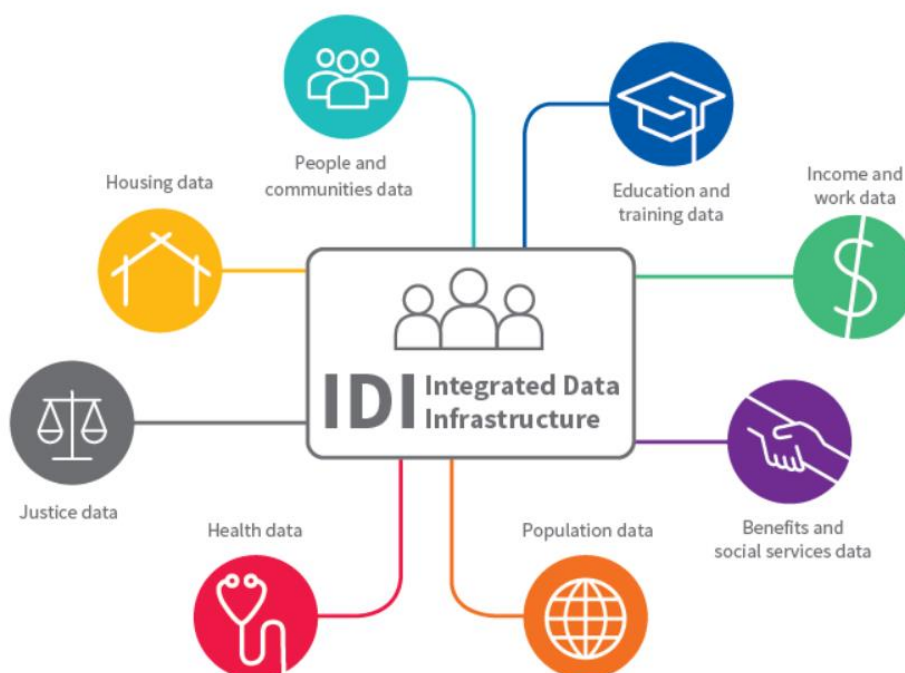 People and
communities data
Education and
training data
Housing data
Income and
work data
IDI Integrated Data
Infrastructure
Justice data
Benefits and
social services data
Health data
Population data